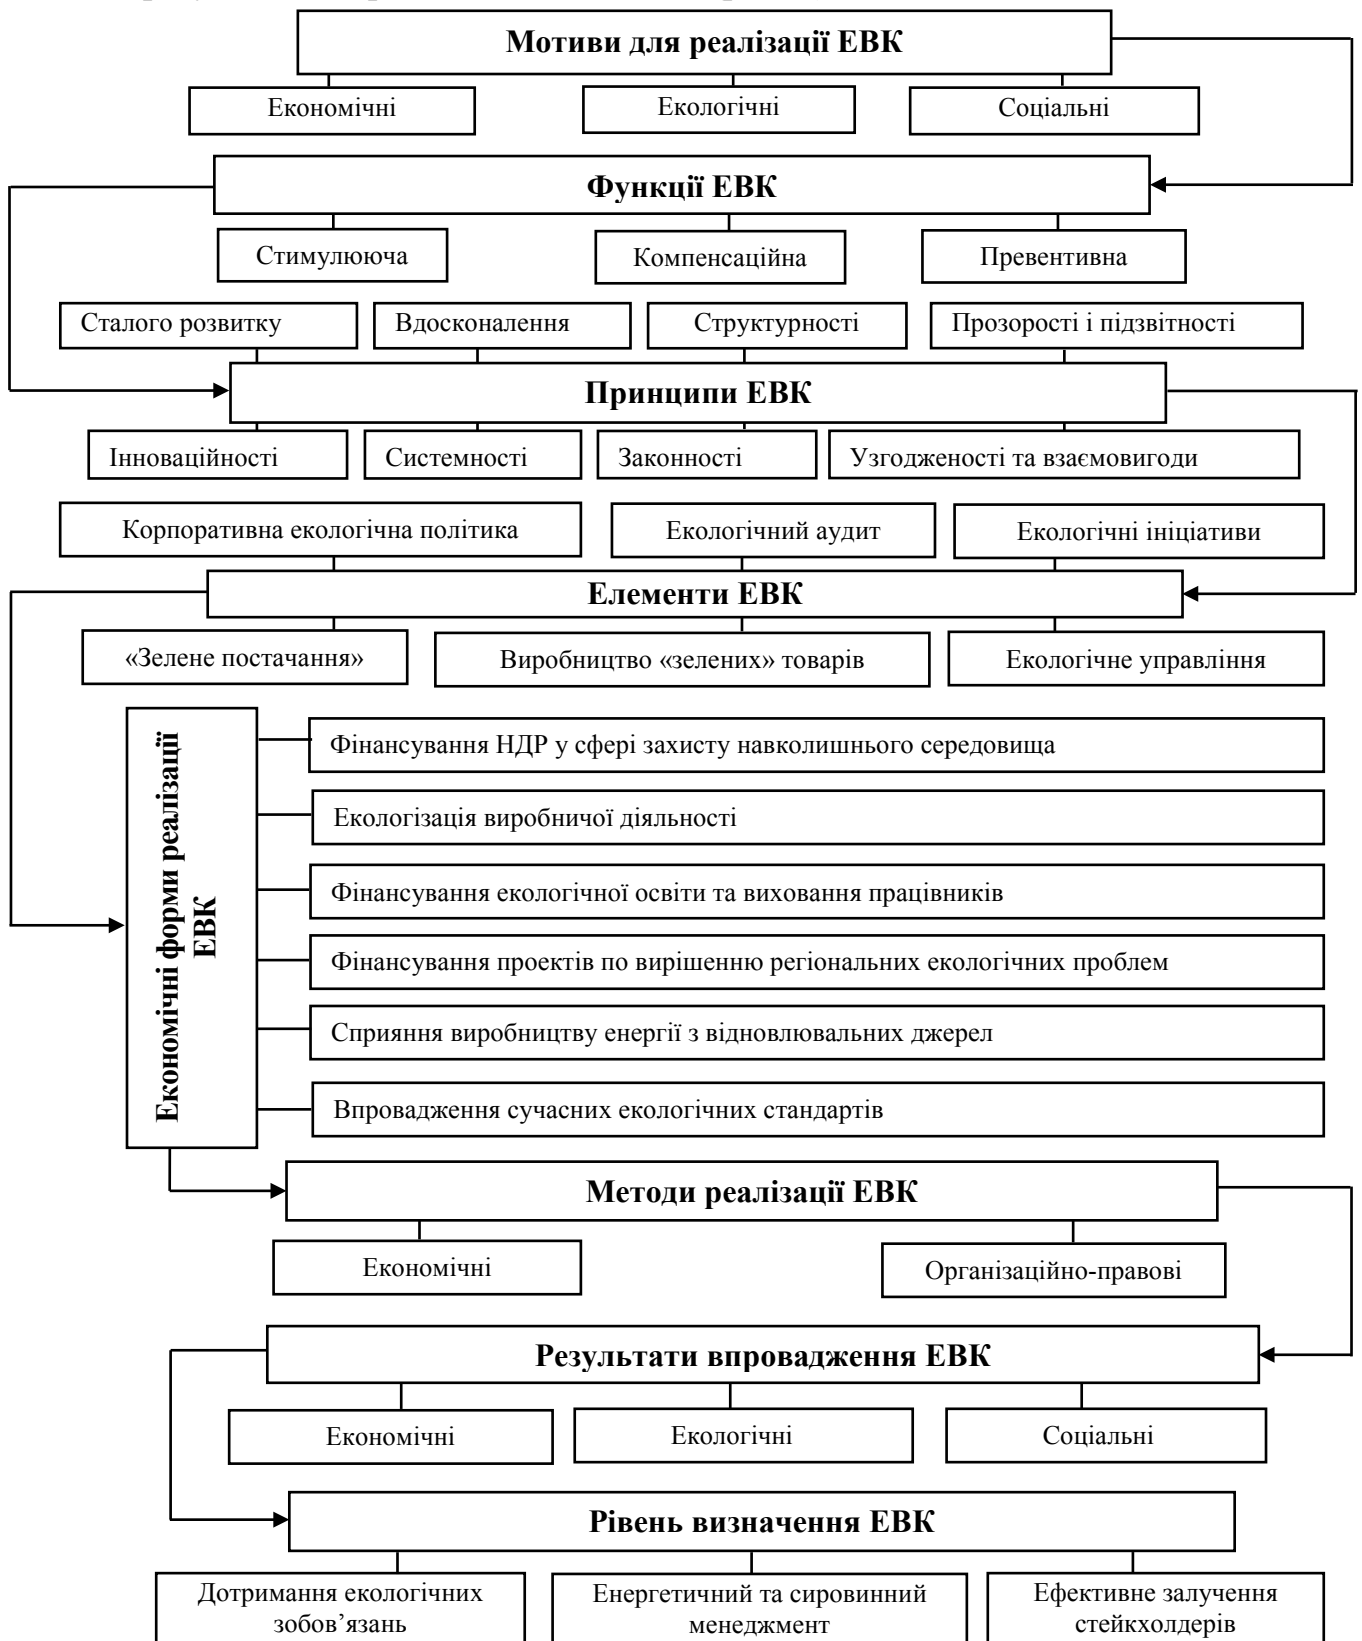 Мотиви для реалізації ЕВК
Економічні
Екологічні
Соціальні
Функції ЕВК
Стимулююча
Компенсаційна
Превентивна
Сталого розвитку
Вдосконалення
Структурності
Прозорості і підзвітності
Принципи ЕВК
Інноваційності
Системності
Законності
Узгодженості та взаємовигоди
Корпоративна екологічна політика
Екологічний аудит
Екологічні ініціативи
Елементи ЕВК
«Зелене постачання»
Виробництво «зелених» товарів
Екологічне управління
Економічні форми реалізації
ЕВК
Фінансування НДР у сфері захисту навколишнього середовища
Екологізація виробничої діяльності
Фінансування екологічної освіти та виховання працівників
Фінансування проектів по вирішенню регіональних екологічних проблем
Сприяння виробництву енергії з відновлювальних джерел
Впровадження сучасних екологічних стандартів
Методи реалізації ЕВК
Економічні
Організаційно-правові
Результати впровадження ЕВК
Економічні
Екологічні
Соціальні
Рівень визначення ЕВК
Дотримання екологічних
зобов’язань
Енергетичний та сировинний
менеджмент
Ефективне залучення
стейкхолдерів